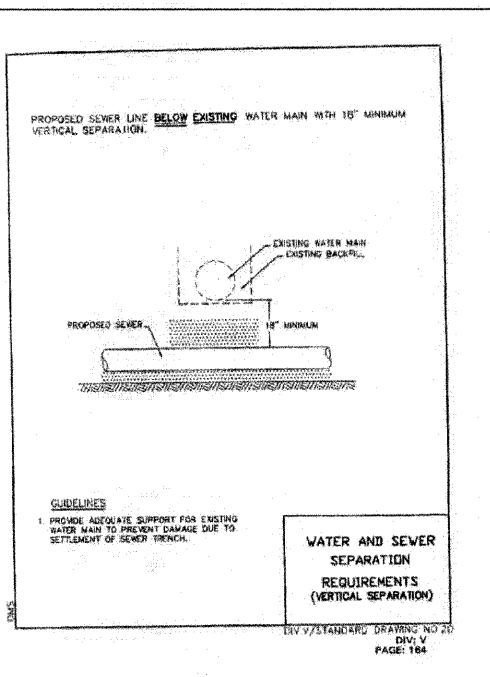 PROPOSED SEWER LINE BELOW EXISTING WATER MAIN WITH 18" MINIMUM
VERTICAL SEPARATION.
EXISTING WATER MAIN
EXISTING BACKFILL
PROPOSED SEWER
18" MINIMUM
GUIDELINES
1. PROVIDE ADEQUATE SUPPORT FOR EXISTING
WATER MAIN TO PREVENT DAMAGE DUE TO
SETTLEMENT OF SEWER TRENCH.
WATER AND SEWER
SEPARATION
REQUIREMENTS
(VERTICAL SEPARATION)
DMS
DIV V/STANDARD DRAWING NO 20
DIV: V
PAGE: 164